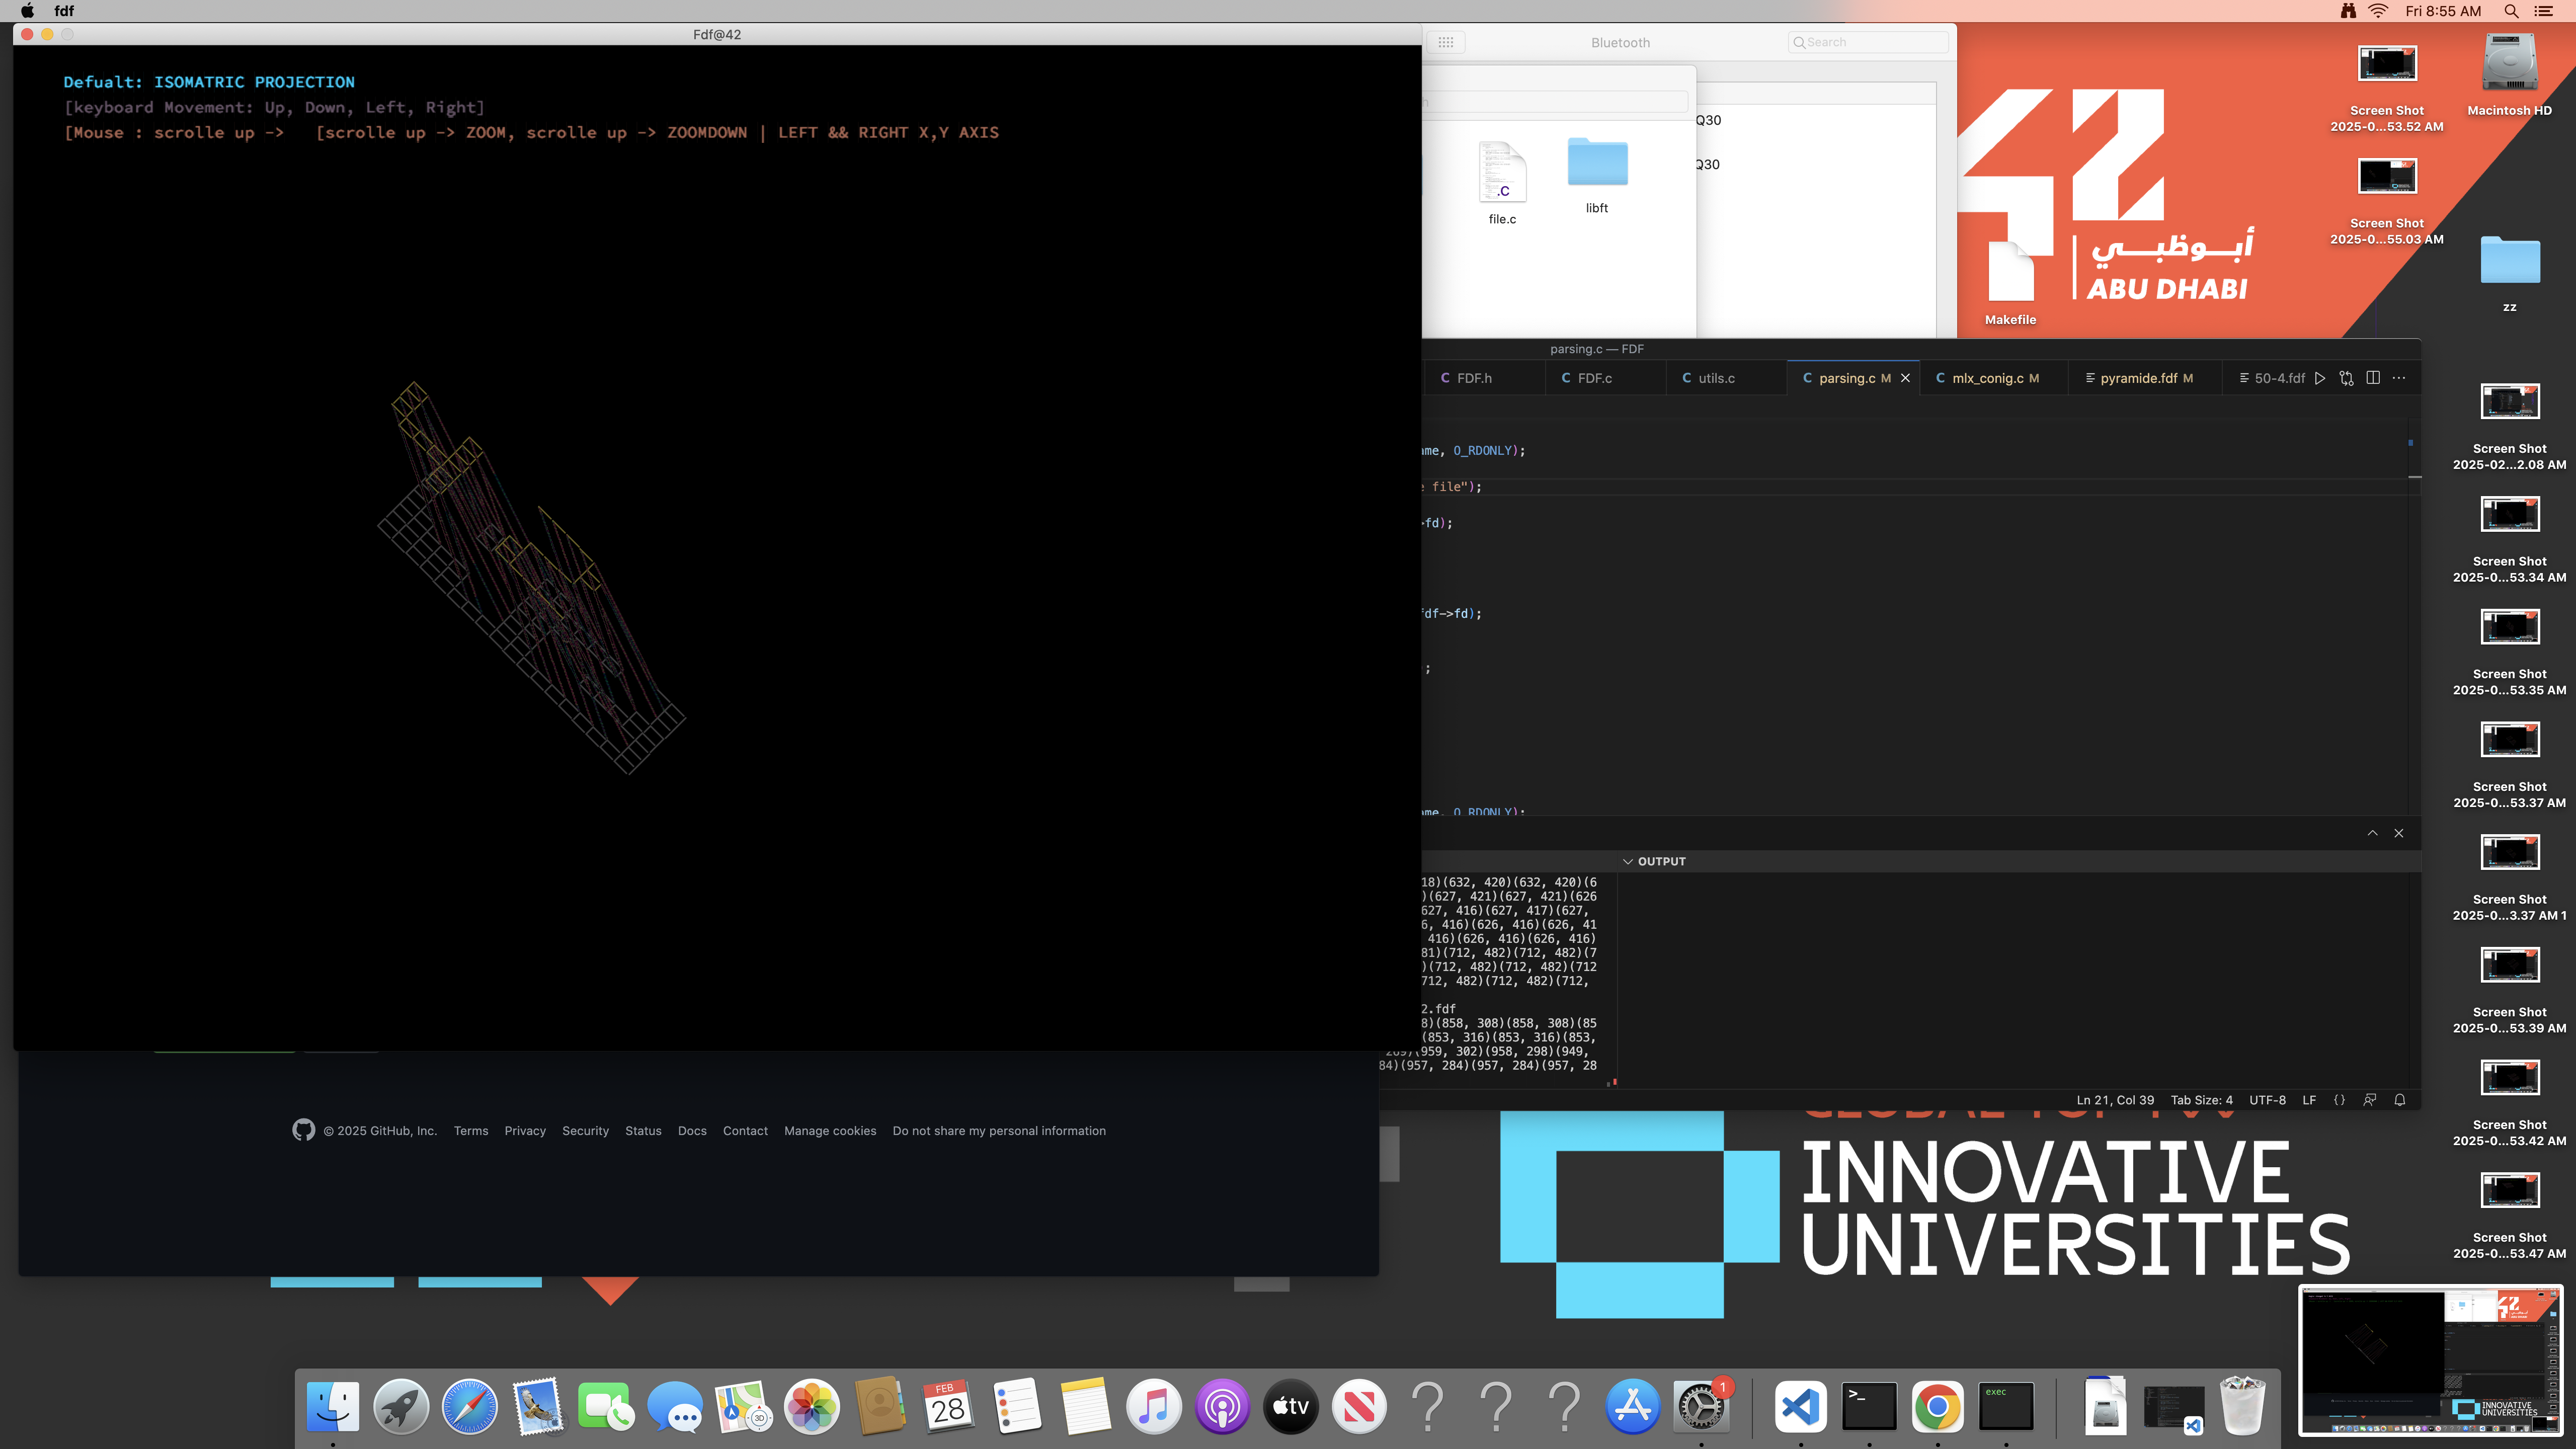 fdf
Fri 8:55 AM
Fdf@42
Defualt: ISOMATRIC PROJECTION
[keyboard Movement: Up, Down, Left, Right]
[Mouse : scrolle up -> [scrolle up -> ZOOM, scrolle up -> ZOOMDOWN | LEFT && RIGHT X,Y AXIS
Bluetooth
Search
Q30
Q30
.C
file.c
libft
42
أبوظبي
ABU DHABI
Makefile
Screen Shot
2025-0...53.52 AM
Macintosh HD
Screen Shot
2025-0...55.03 AM
zz
parsing.c — FDF
C FDF.h
C FDF.c
C utils.c
C parsing.c M
C mlx_conig.c M
pyramide.fdf M
50-4.fdf
ame, O_RDONLY);
e file");
->fd);
fdf->fd);
);
ame, O_RDONLY);
OUTPUT
18)(632, 420)(632, 420)(6
)(627, 421)(627, 421)(626
627, 416)(627, 417)(627,
6, 416)(626, 416)(626, 41
416)(626, 416)(626, 416)
81)(712, 482)(712, 482)(7
)(712, 482)(712, 482)(712
712, 482)(712, 482)(712,
2.fdf
8)(858, 308)(858, 308)(85
(853, 316)(853, 316)(853,
289)(959, 302)(958, 298)(949,
84)(957, 284)(957, 284)(957, 28
Ln 21, Col 39 Tab Size: 4 UTF-8 LF {}
Screen Shot
2025-02...2.08 AM
Screen Shot
2025-0...53.34 AM
Screen Shot
2025-0...53.35 AM
Screen Shot
2025-0...53.37 AM
Screen Shot
2025-0...3.37 AM 1
Screen Shot
2025-0...53.39 AM
Screen Shot
2025-0...53.42 AM
Screen Shot
2025-0...53.47 AM
© 2025 GitHub, Inc. Terms Privacy Security Status Docs Contact Manage cookies Do not share my personal information
INNOVATIVE
UNIVERSITIES
FEB
28
3D
tv
1
>_
exec
INNOVATIVE
UNIVERSITIES